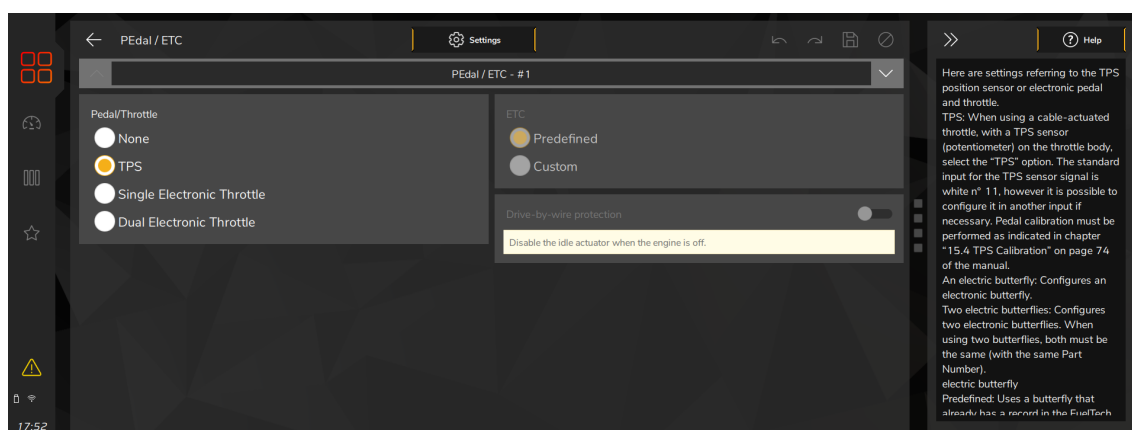 PEdal / ETC
Settings
Help
PEdal / ETC - #1
Pedal/Throttle
None
TPS
Single Electronic Throttle
Dual Electronic Throttle
ETC
Predefined
Custom
Drive-by-wire protection
Disable the idle actuator when the engine is off.
Here are settings referring to the TPS
position sensor or electronic pedal
and throttle.
TPS: When using a cable-actuated
throttle, with a TPS sensor
(potentiometer) on the throttle body,
select the “TPS” option. The standard
input for the TPS sensor signal is
white n° 11, however it is possible to
configure it in another input if
necessary. Pedal calibration must be
performed as indicated in chapter
“15.4 TPS Calibration” on page 74
of the manual.
An electric butterfly: Configures an
electronic butterfly.
Two electric butterflies: Configures
two electronic butterflies. When
using two butterflies, both must be
the same (with the same Part
Number).
electric butterfly
Predefined: Uses a butterfly that
already has a record in the FuelTech
17:52